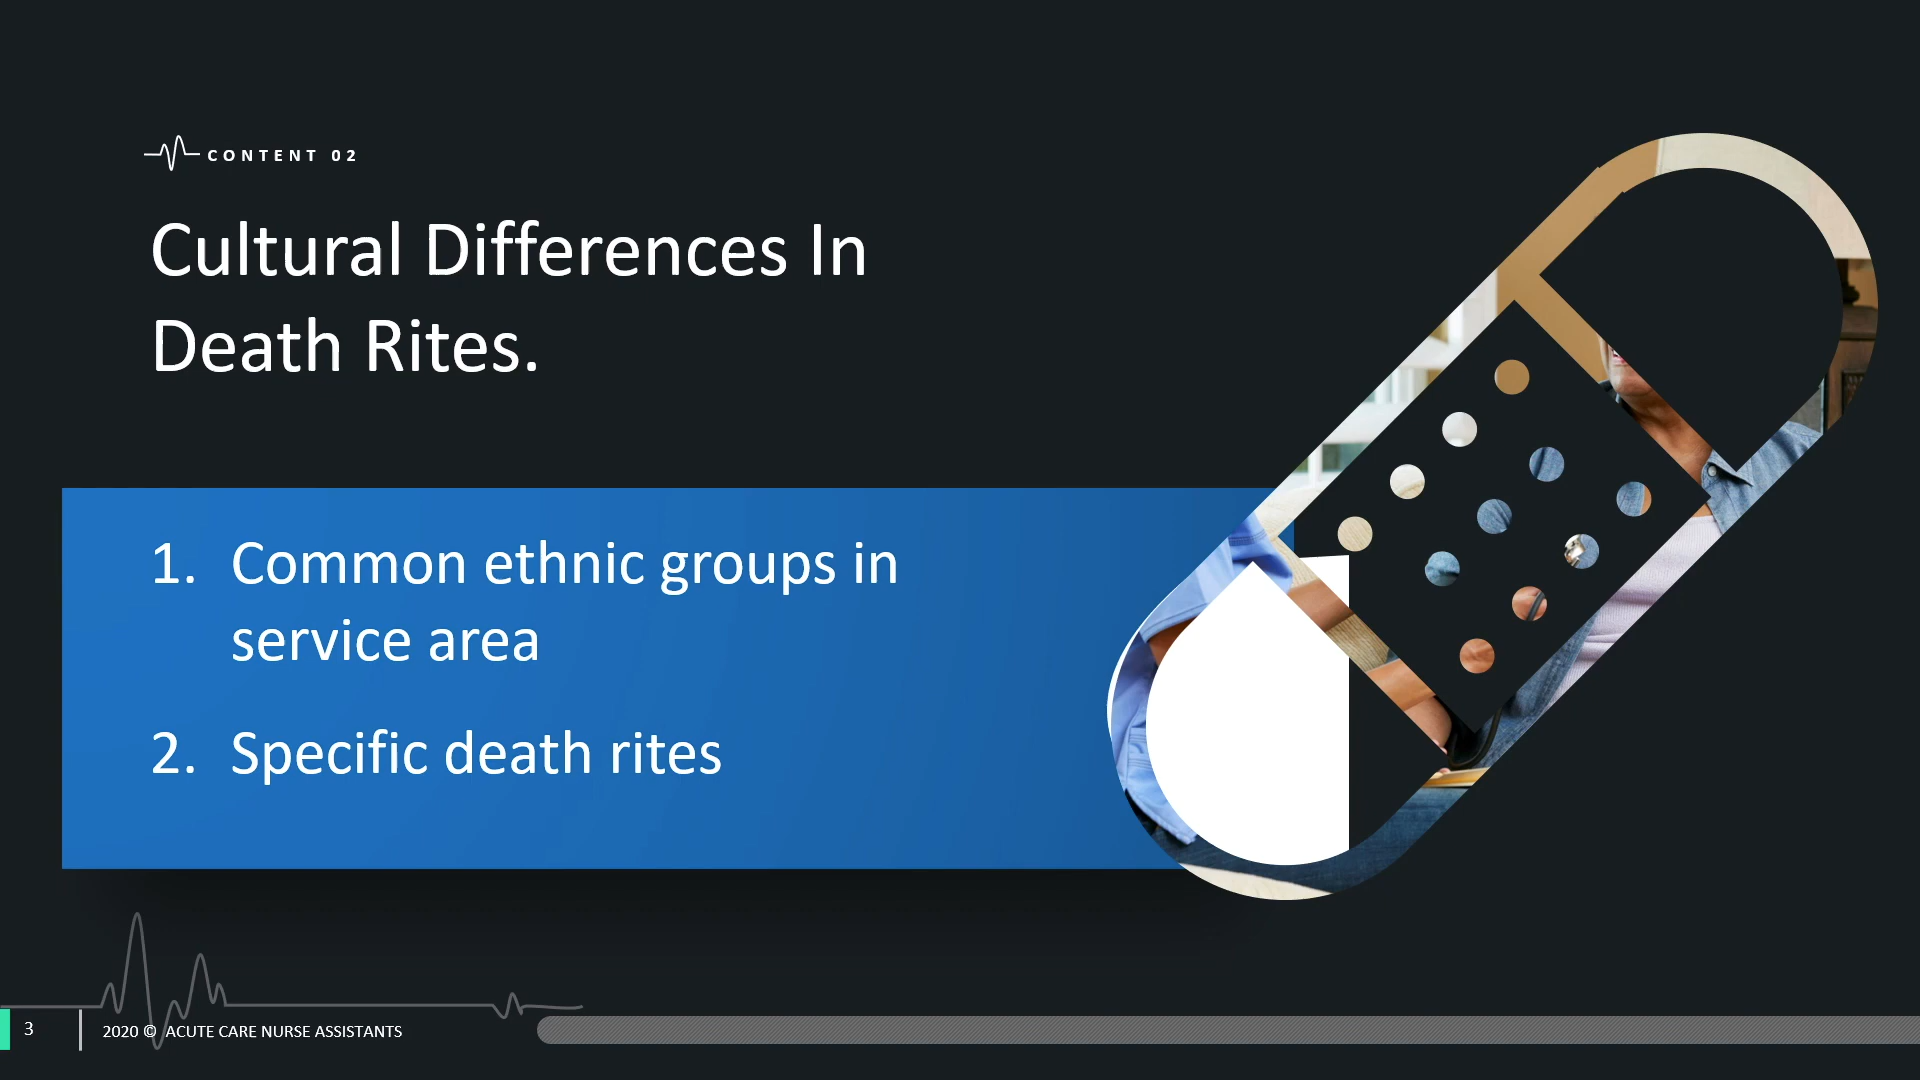 CONTENT 02
Cultural Differences In
Death Rites.
1. Common ethnic groups in
service area
2. Specific death rites
3
2020 © ACUTE CARE NURSE ASSISTANTS